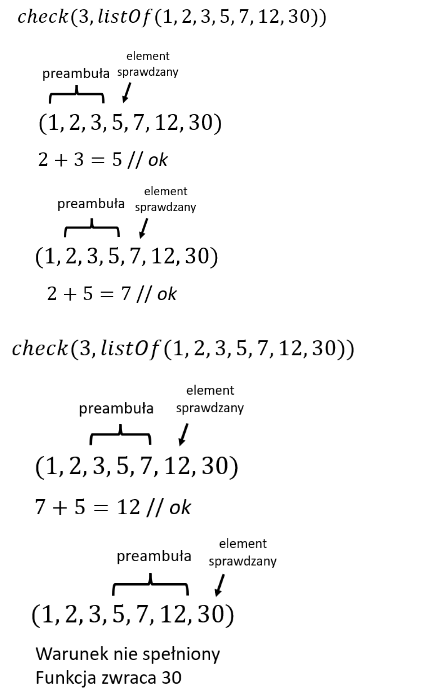 check(3, listOf(1, 2, 3, 5, 7, 12, 30))
element
preambuła sprawdzany
(1, 2, 3, 5, 7, 12, 30)
2 + 3 = 5 // ok
element
preambuła sprawdzany
(1, 2, 3, 5, 7, 12, 30)
2 + 5 = 7 // ok
check(3, listOf(1, 2, 3, 5, 7, 12, 30))
element
preambuła sprawdzany
(1, 2, 3, 5, 7, 12, 30)
7 + 5 = 12 // ok
element
preambuła sprawdzany
(1, 2, 3, 5, 7, 12, 30)
Warunek nie spełniony
Funkcja zwraca 30